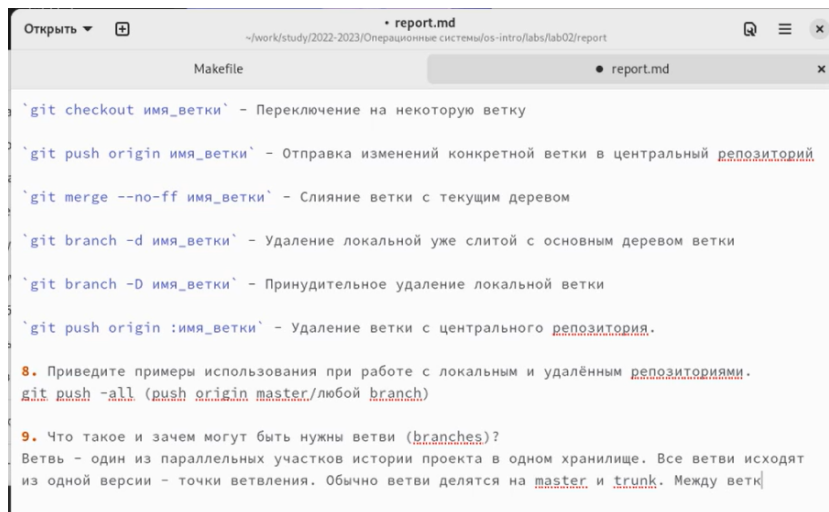 Открыть
• report.md
~/work/study/2022-2023/Операционные системы/os-intro/labs/lab02/report
Makefile
• report.md
`git checkout имя_ветки` - Переключение на некоторую ветку
`git push origin имя_ветки` - Отправка изменений конкретной ветки в центральный репозиторий
`git merge --no-ff имя_ветки` - Слияние ветки с текущим деревом
`git branch -d имя_ветки` - Удаление локальной уже слитой с основным деревом ветки
`git branch -D имя_ветки` - Принудительное удаление локальной ветки
`git push origin :имя_ветки` - Удаление ветки с центрального репозитория.
8. Приведите примеры использования при работе с локальным и удалённым репозиториями.
git push -all (push origin master/любой branch)
9. Что такое и зачем могут быть нужны ветви (branches)?
Ветвь - один из параллельных участков истории проекта в одном хранилище. Все ветви исходят
из одной версии - точки ветвления. Обычно ветви делятся на master и trunk. Между ветк